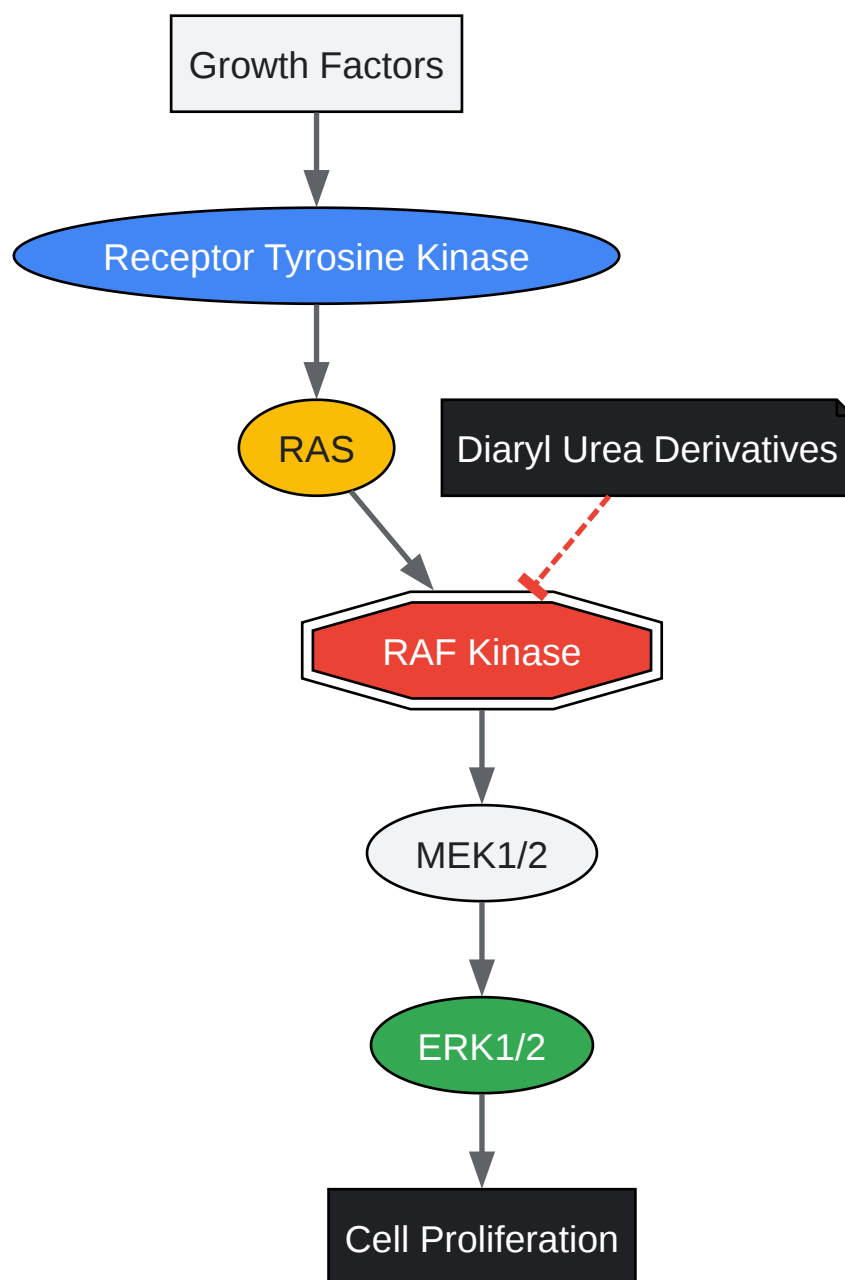 Growth Factors
Receptor Tyrosine Kinase
RAS
Diaryl Urea Derivatives
RAF Kinase
MEK1/2
ERK1/2
Cell Proliferation